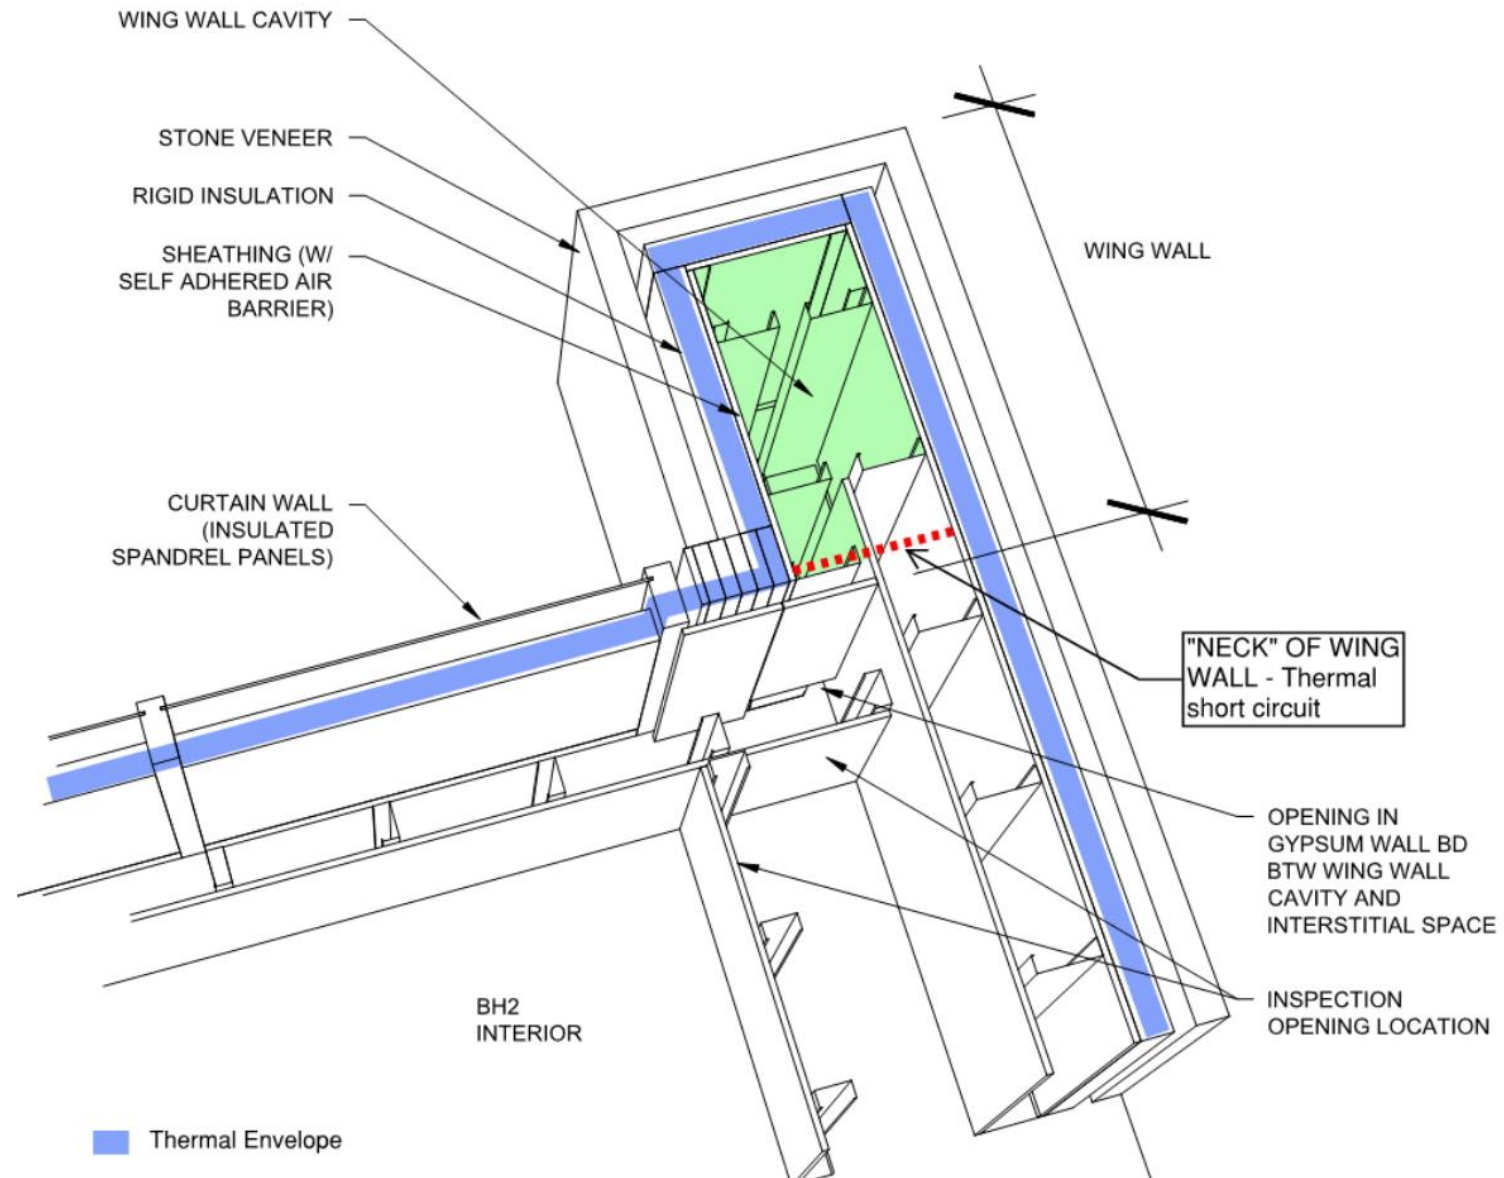 WING WALL CAVITY
STONE VENEER
RIGID INSULATION
SHEATHING (W/
SELF ADHERED AIR
BARRIER)
WING WALL
CURTAIN WALL
(INSULATED
SPANDREL PANELS)
"NECK" OF WING
WALL - Thermal
short circuit
OPENING IN
GYPSUM WALL BD
BTW WING WALL
CAVITY AND
INTERSTITIAL SPACE
INSPECTION
OPENING LOCATION
BH2
INTERIOR
Thermal Envelope